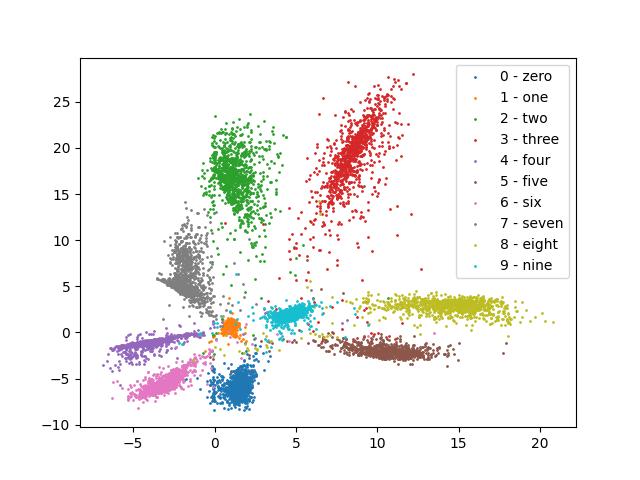 25
20
15
10
5
0
−5
−10
−5
0
5
10
15
20
0 - zero
1 - one
2 - two
3 - three
4 - four
5 - five
6 - six
7 - seven
8 - eight
9 - nine